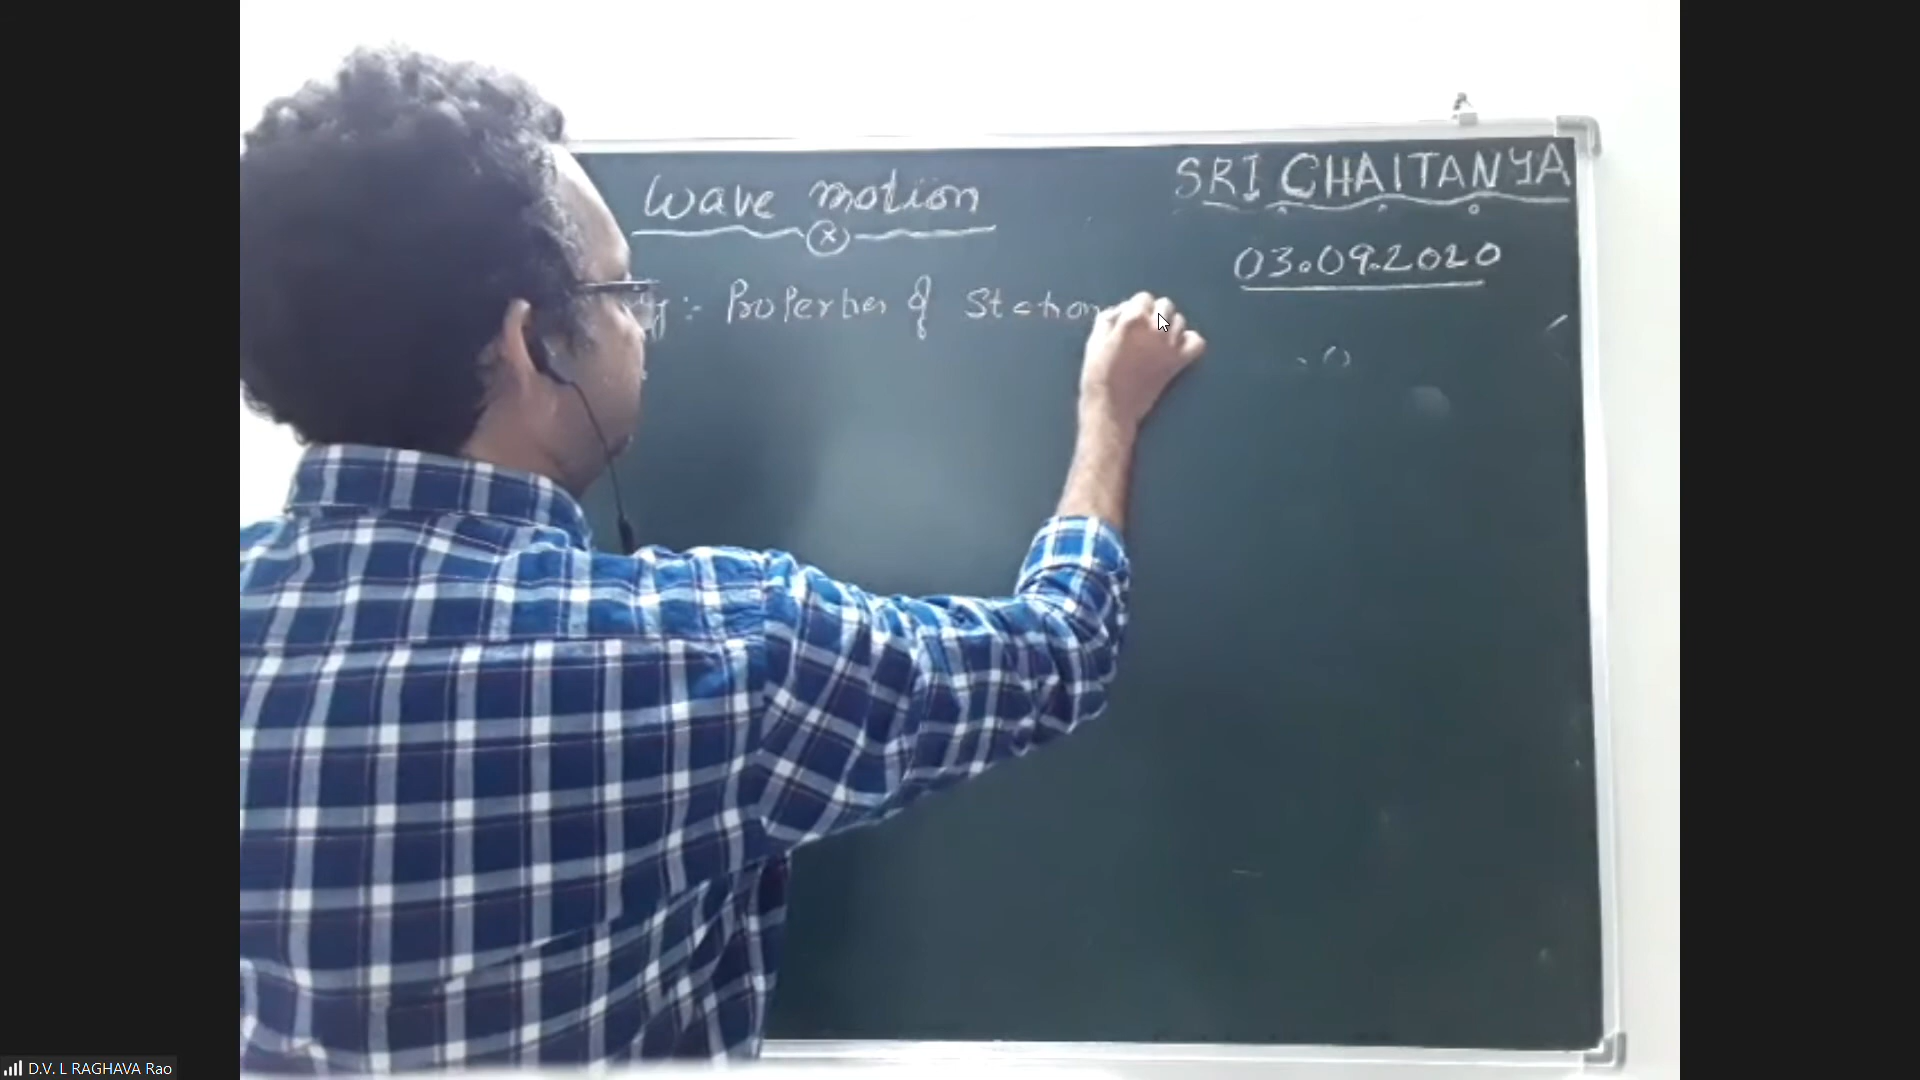 SRI CHAITANYA
wave motion
03.09.2020
:- Properties of Station
D.V. L RAGHAVA Rao